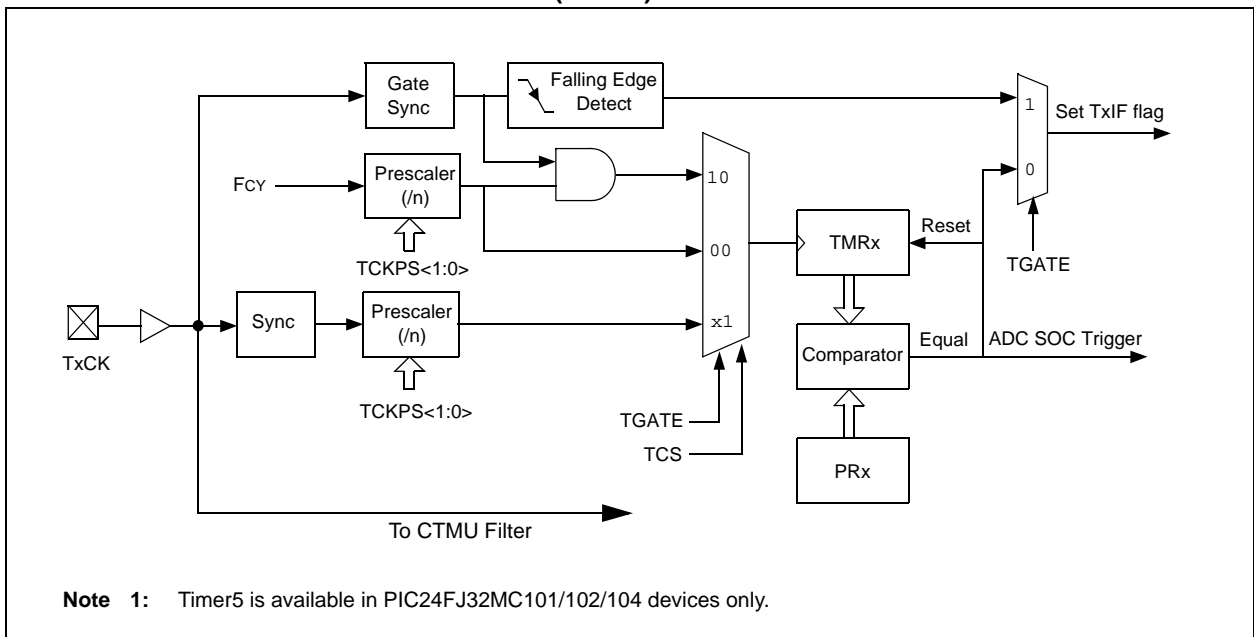 Gate
Sync
Falling Edge
Detect
1
Set TxIF flag
0
FCY
Prescaler
(/n)
10
TCKPS<1:0>
00
TMRx
Reset
TGATE
TxCK
Sync
Prescaler
(/n)
x1
Comparator
Equal
ADC SOC Trigger
TCKPS<1:0>
TGATE
TCS
PRx
To CTMU Filter
Note 1: Timer5 is available in PIC24FJ32MC101/102/104 devices only.